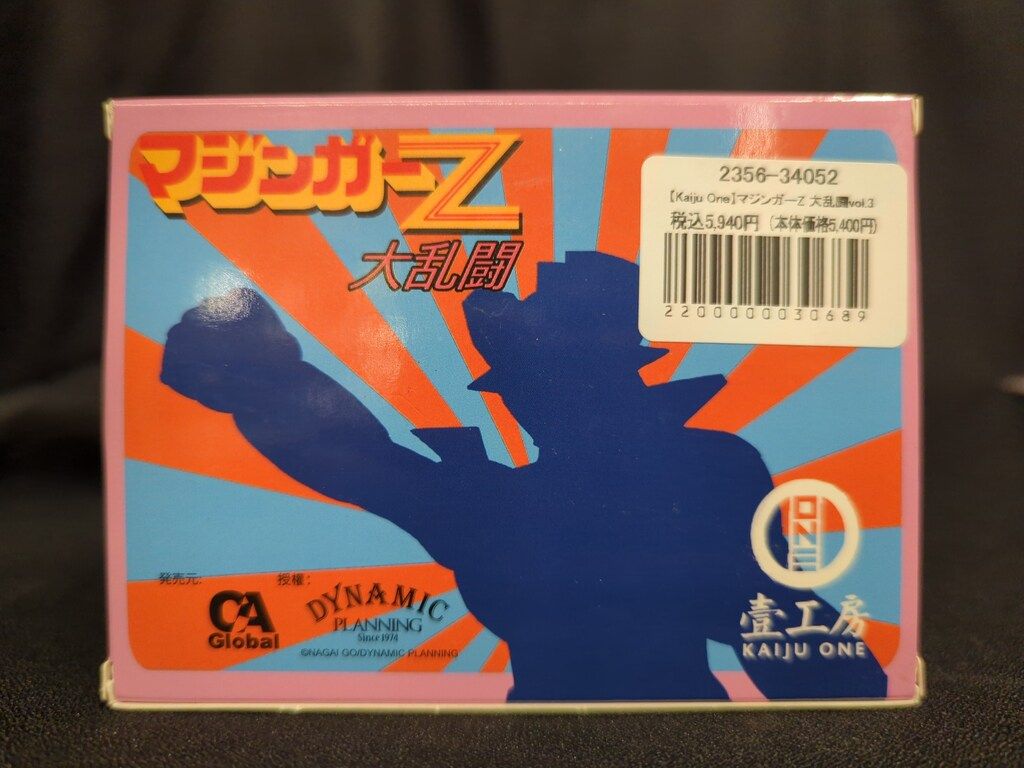 マジンガーZ
大乱闘
2356-34052
【Kaiju One】マジンガーZ 大乱闘vol.3
税込5,940円 (本体価格5,400円)
2200000030689
ONE
壹工房
KAIJU ONE
発売元:
CA
Global
授権:
DYNAMIC
PLANNING
Since 1974
©NAGAI GO/DYNAMIC PLANNING